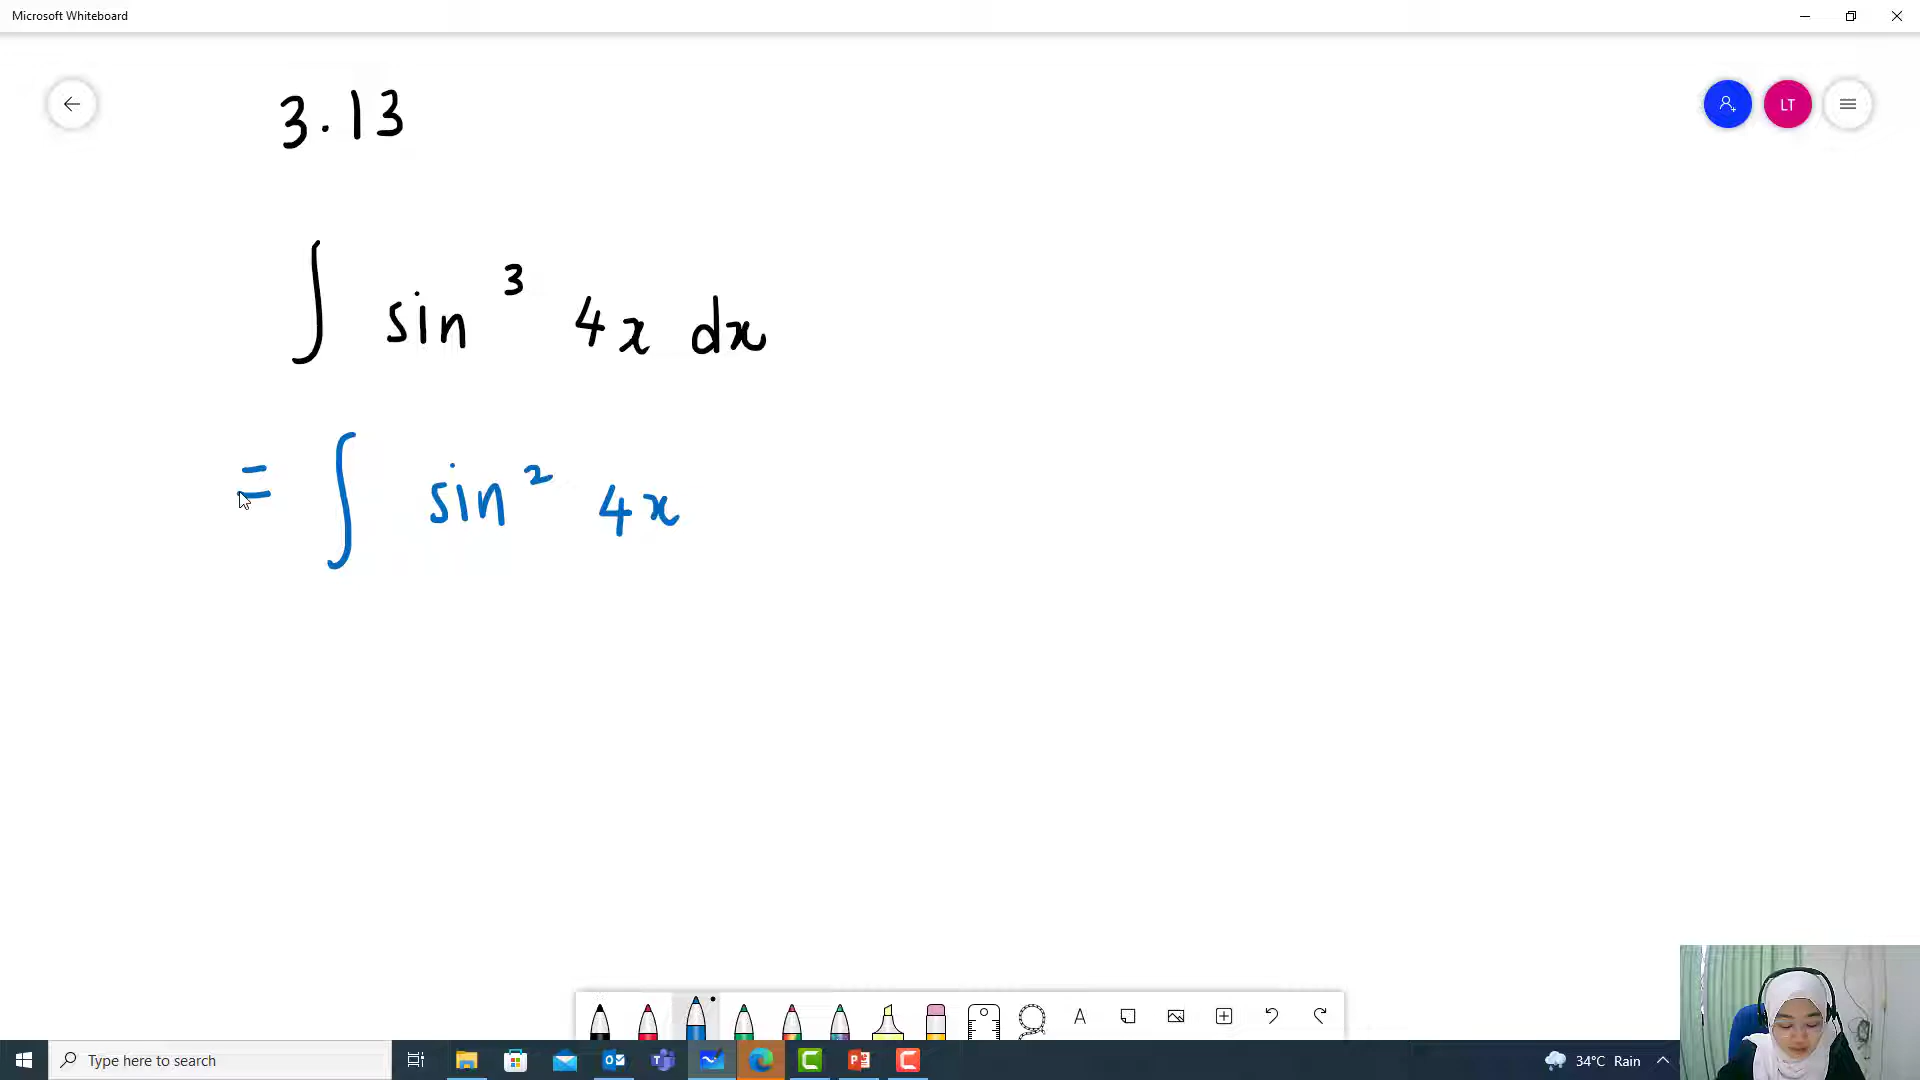 Microsoft Whiteboard
LT
3.13
∫ sin³ 4x dx
= ∫ sin² 4x
A
Type here to search
34°C Rain